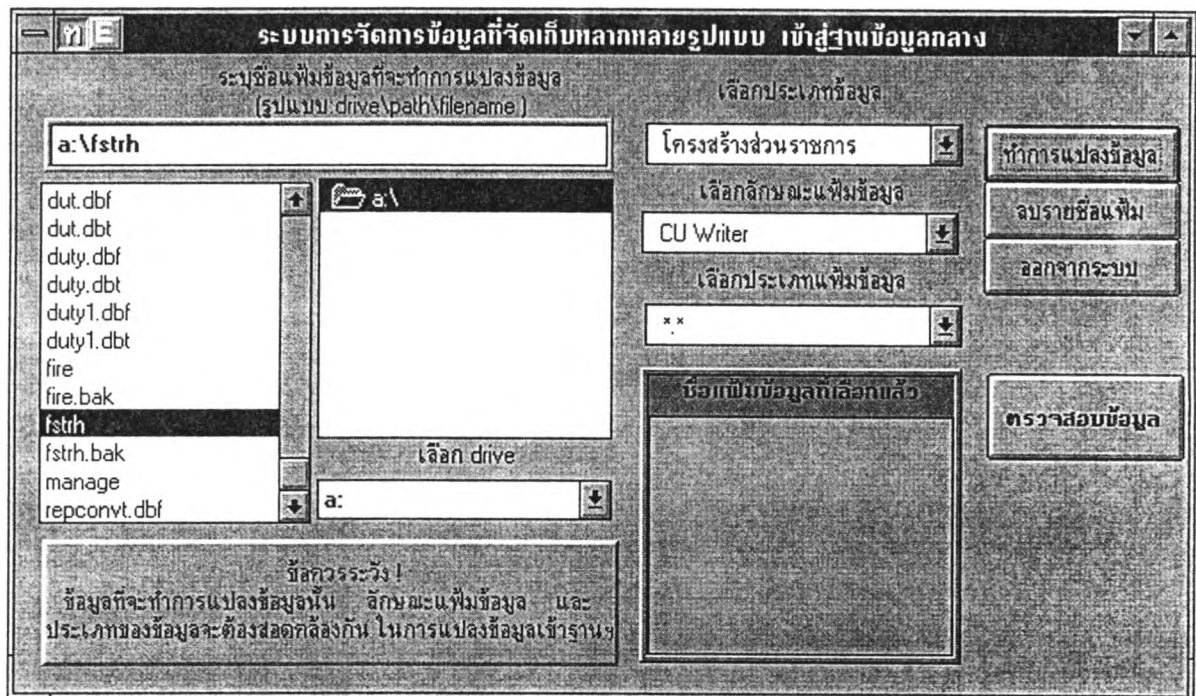 ท E
ระบบการจัดการข้อมูลที่จัดเก็บหลากหลายรูปแบบ เข้าสู่ฐานข้อมูลกลาง
ระบุชื่อแฟ้มข้อมูลที่จะทำการแปลงข้อมูล
(รูปแบบ drive\path\filename )
a:\fstrh
dut.dbf
dut.dbt
duty.dbf
duty.dbt
duty1.dbf
duty1.dbt
fire
fire.bak
fstrh
fstrh.bak
manage
repconvt.dbf
a:\
เลือก drive
a:
เลือกประเภทข้อมูล
โครงสร้างส่วนราชการ
เลือกลักษณะแฟ้มข้อมูล
CU Writer
เลือกประเภทแฟ้มข้อมูล
*.*
ชื่อแฟ้มข้อมูลที่เลือกแล้ว
ทำการแปลงข้อมูล
ลบรายชื่อแฟ้ม
ออกจากระบบ
ตรวจสอบข้อมูล
ข้อควรระวัง !
ข้อมูลที่จะทำการแปลงข้อมูลนั้น ลักษณะแฟ้มข้อมูล และ
ประเภทของข้อมูลจะต้องสอดคล้องกัน ในการแปลงข้อมูลเข้าฐานฯ